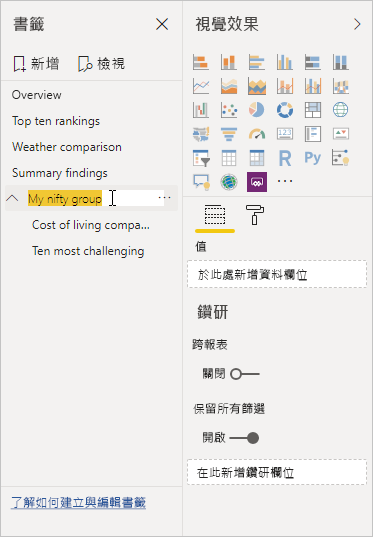 書籤
新增
檢視
Overview
Top ten rankings
Weather comparison
Summary findings
My nifty group
Cost of living compa...
Ten most challenging
了解如何建立與編輯書籤
視覺效果
123
R
Py
值
於此處新增資料欄位
鑽研
跨報表
關閉
保留所有篩選
開啟
在此新增鑽研欄位